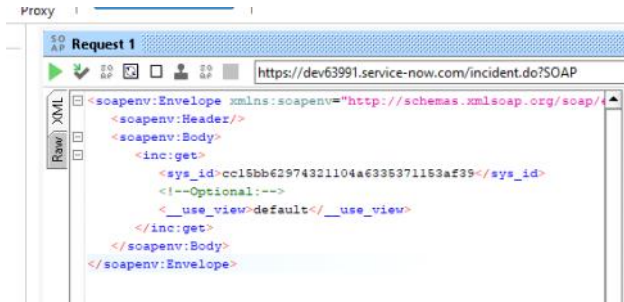 Proxy
SO AP Request 1
https://dev63991.service-now.com/incident.do?SOAP
XML
Raw
<soapenv:Envelope xmlns:soapenv="http://schemas.xmlsoap.org/soap/e
<soapenv:Header/>
<soapenv:Body>
<inc:get>
<sys_id>cc15bb62974321104a6335371153af39</sys_id>
<!--Optional:-->
<__use_view>default</__use_view>
</inc:get>
</soapenv:Body>
</soapenv:Envelope>